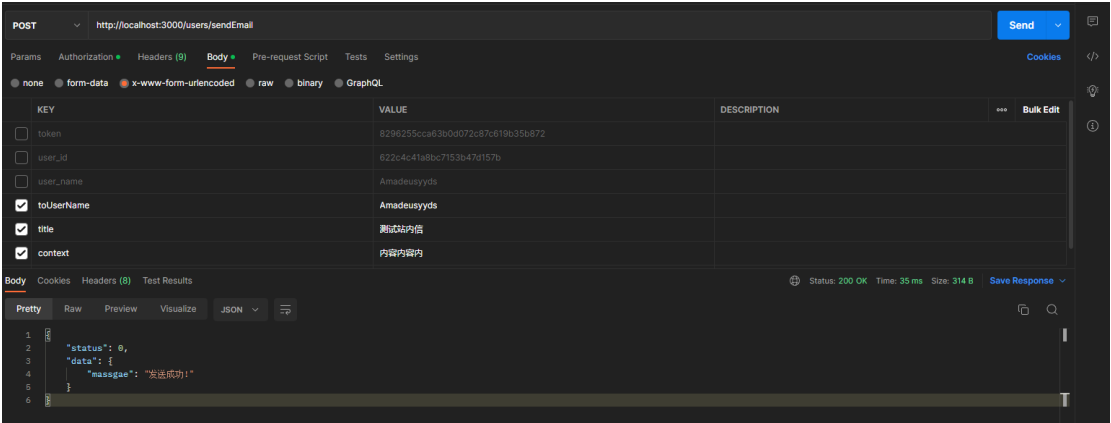 POST http://localhost:3000/users/sendEmail Send
Params Authorization Headers (9) Body Pre-request Script Tests Settings Cookies
none form-data x-www-form-urlencoded raw binary GraphQL
KEY VALUE DESCRIPTION ooo Bulk Edit
token 8296255cca63b0d072c87c619b35b872
user_id 622c4c41a8bc7153b47d157b
user_name Amadeusyyds
toUserName Amadeusyyds
title 测试站内信
context 内容内容内
Body Cookies Headers (8) Test Results Status: 200 OK Time: 35 ms Size: 314 B Save Response
Pretty Raw Preview Visualize JSON
1 {
2 "status": 0,
3 "data": {
4 "massgae": "发送成功!"
5 }
6 }